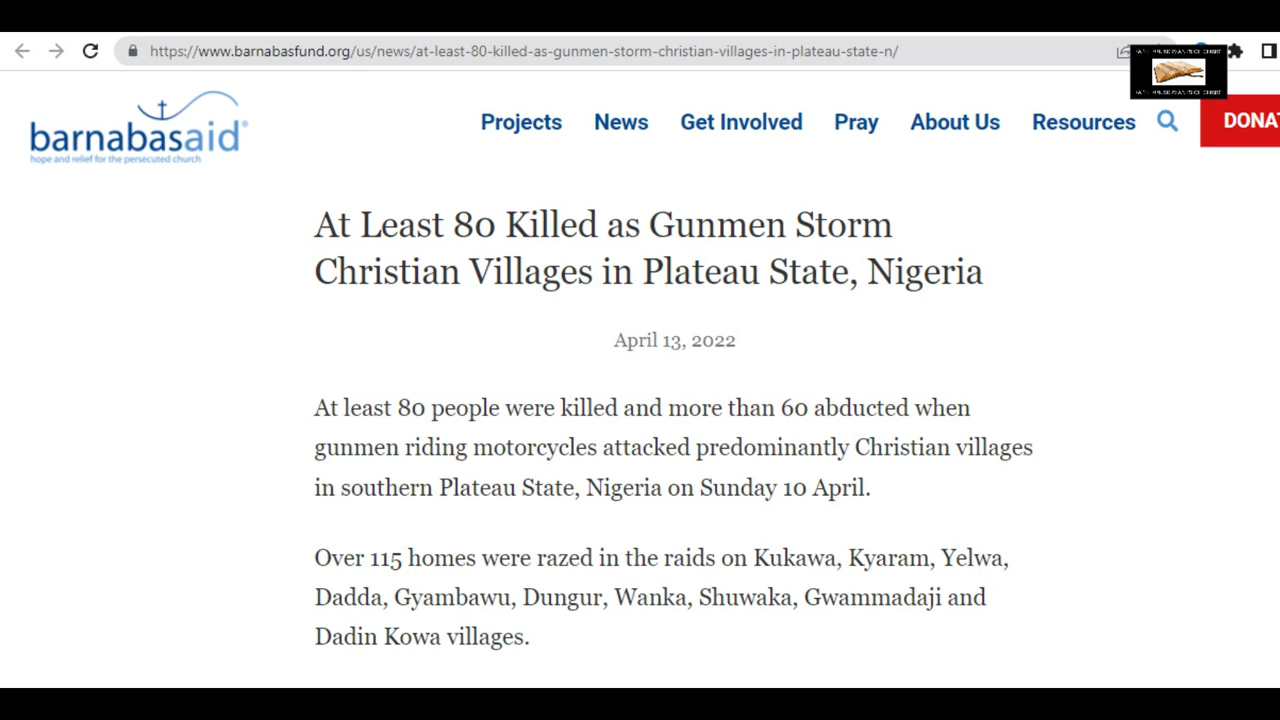 https://www.barnabasfund.org/us/news/at-least-80-killed-as-gunmen-storm-christian-villages-in-plateau-state-n/
barnabasaid®
hope and relief for the persecuted church
Projects News Get Involved Pray About Us Resources DONA
At Least 80 Killed as Gunmen Storm
Christian Villages in Plateau State, Nigeria
April 13, 2022
At least 80 people were killed and more than 60 abducted when
gunmen riding motorcycles attacked predominantly Christian villages
in southern Plateau State, Nigeria on Sunday 10 April.
Over 115 homes were razed in the raids on Kukawa, Kyaram, Yelwa,
Dadda, Gyambawu, Dungur, Wanka, Shuwaka, Gwammadaji and
Dadin Kowa villages.